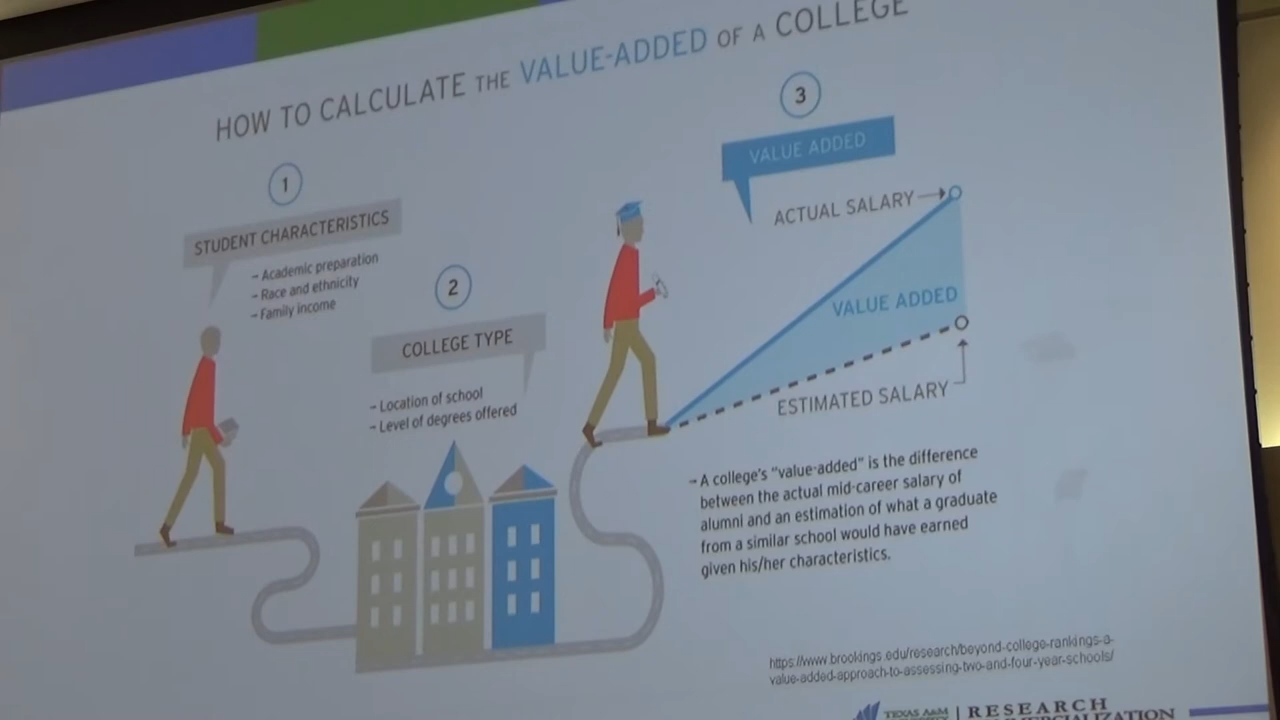 HOW TO CALCULATE THE VALUE-ADDED OF A COLLEGE
1
STUDENT CHARACTERISTICS
– Academic preparation
– Race and ethnicity
– Family income
2
COLLEGE TYPE
– Location of school
– Level of degrees offered
3
VALUE ADDED
ACTUAL SALARY
VALUE ADDED
ESTIMATED SALARY
– A college's "value-added" is the difference
between the actual mid-career salary of
alumni and an estimation of what a graduate
from a similar school would have earned
given his/her characteristics.
https://www.brookings.edu/research/beyond-college-rankings-a-
value-added-approach-to-assessing-two-and-four-year-schools/
TEXAS A&M
RESEARCH